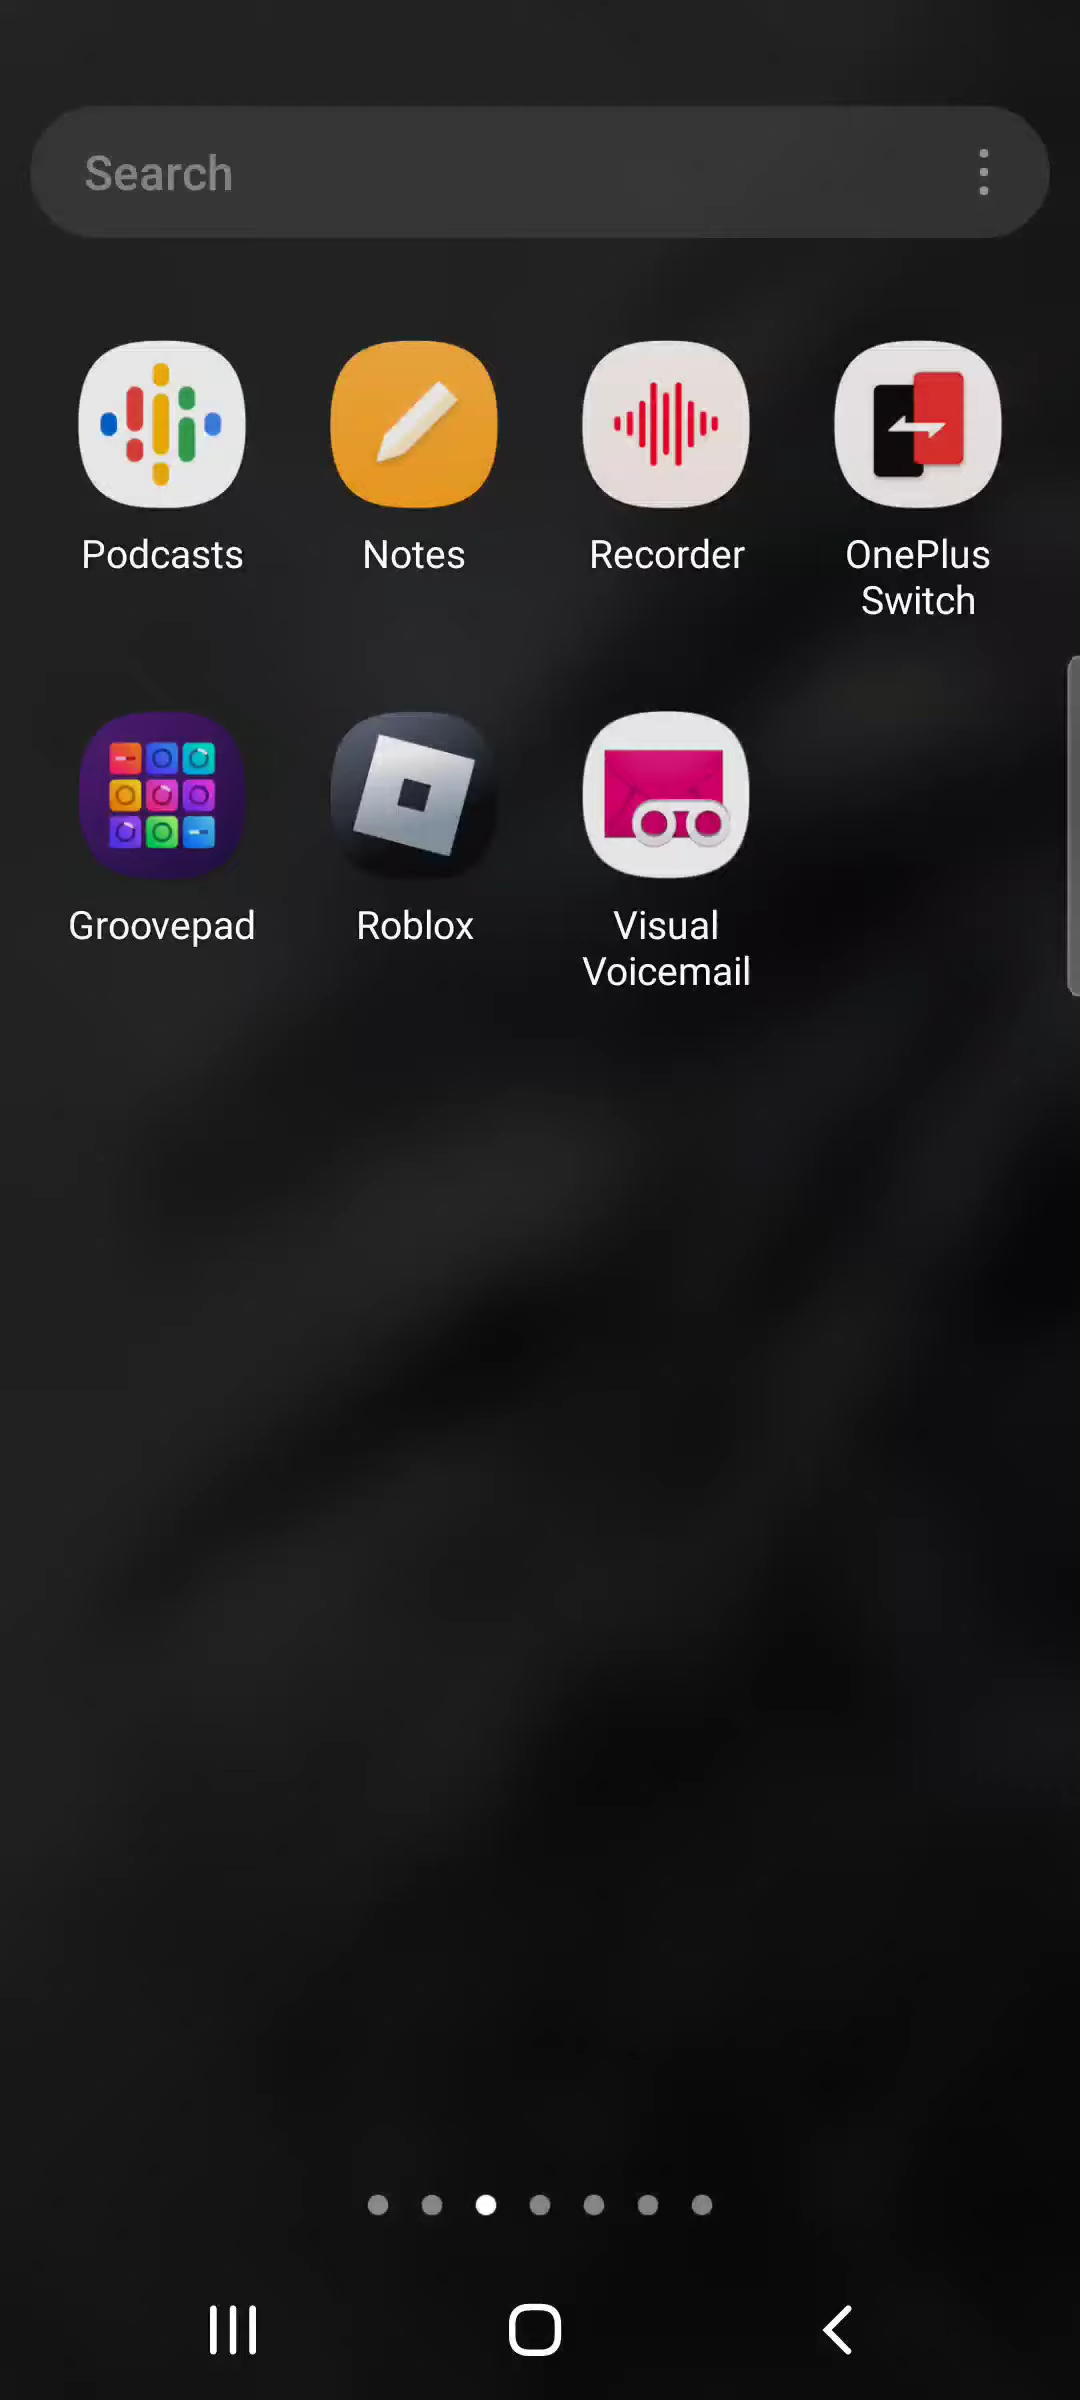 Search
Podcasts
Notes
Recorder
OnePlus
Switch
Groovepad
Roblox
Visual
Voicemail